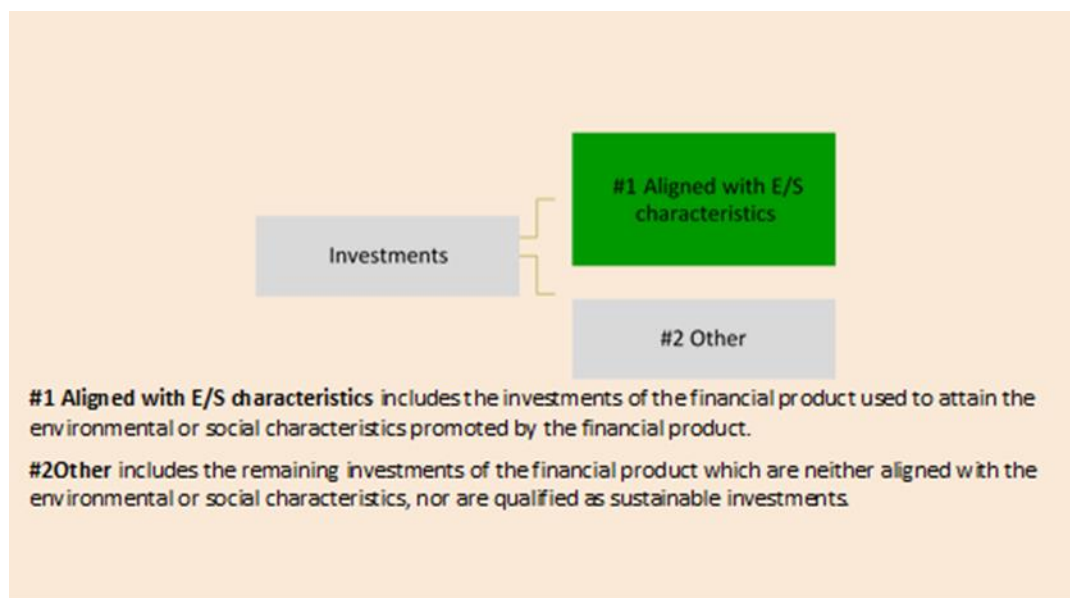 #1 Aligned with E/S
characteristics
Investments
#2 Other
#1 Aligned with E/S characteristics includes the investments of the financial product used to attain the
environmental or social characteristics promoted by the financial product.
#2Other includes the remaining investments of the financial product which are neither aligned with the
environmental or social characteristics, nor are qualified as sustainable investments.